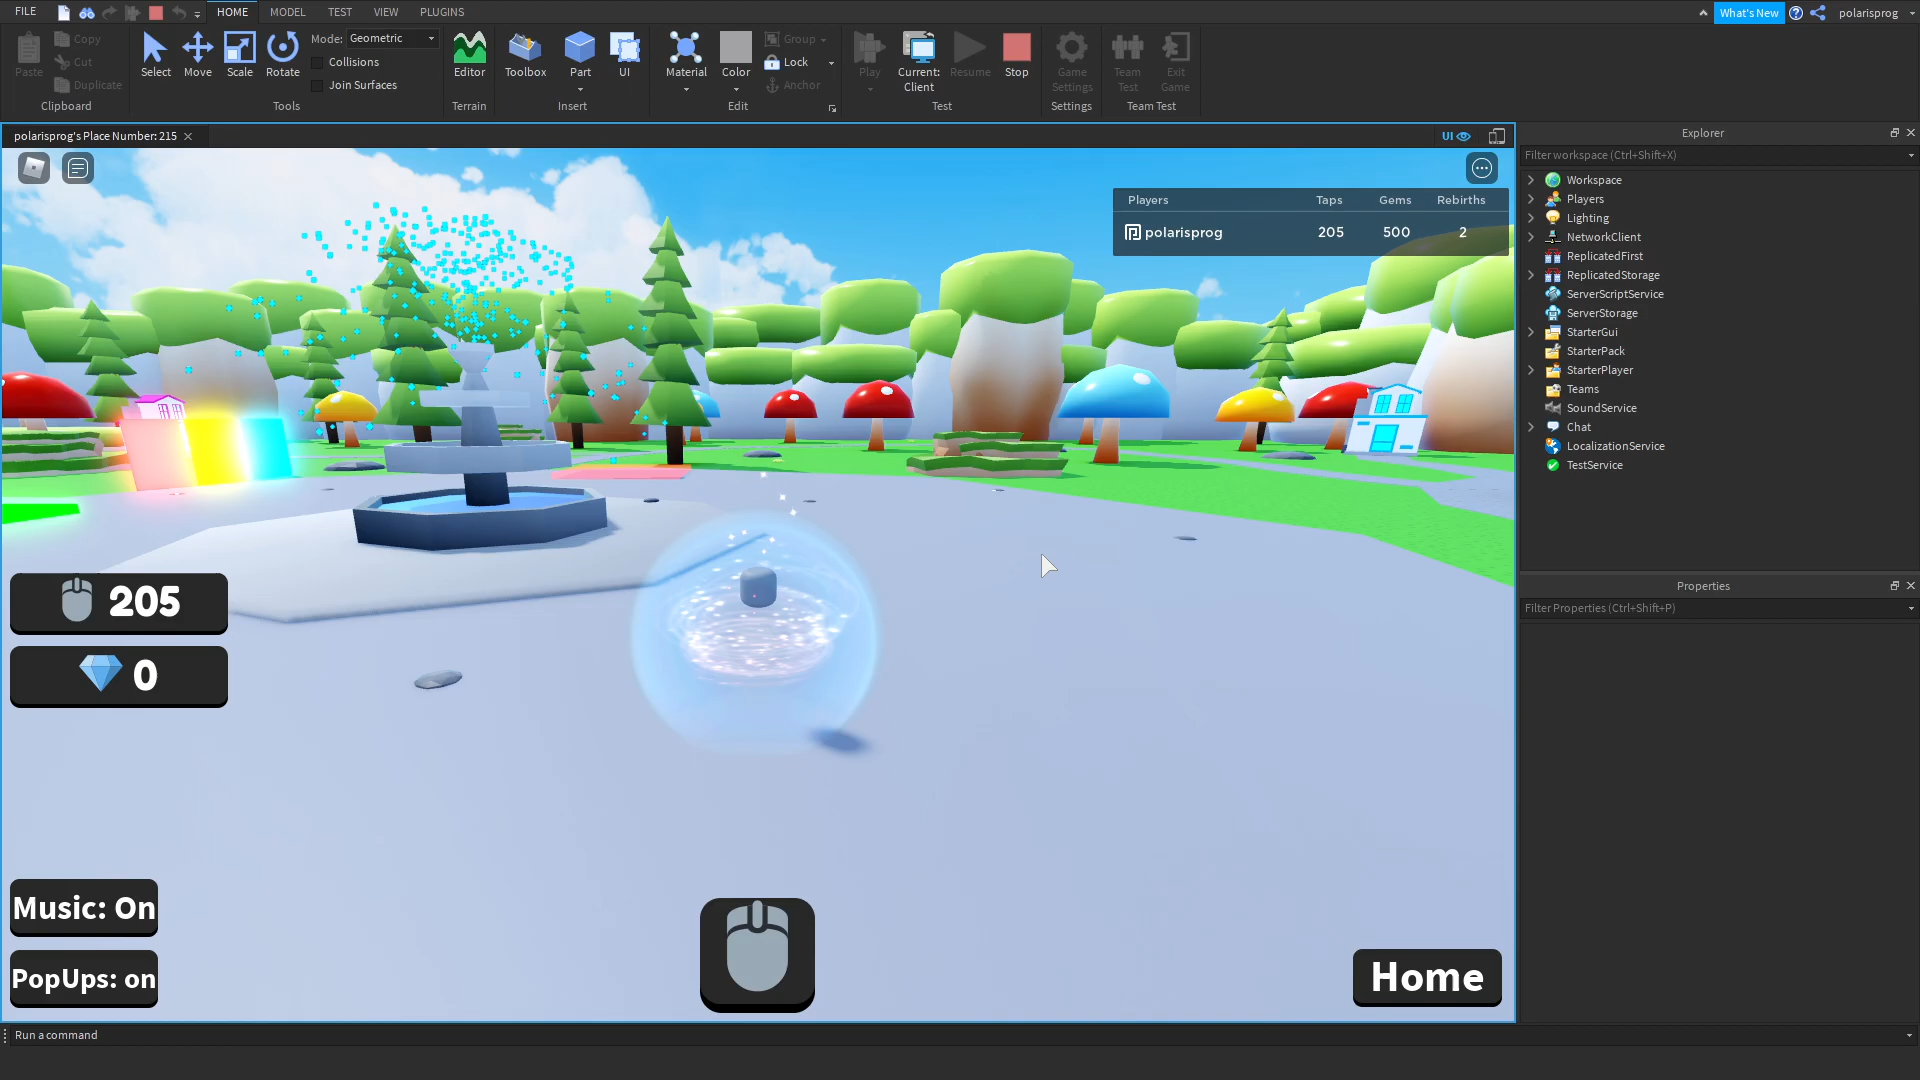 FILE HOME MODEL TEST VIEW PLUGINS What's New polarisprog
Paste Copy Cut Duplicate Clipboard
Select Move Scale Rotate Mode: Geometric Collisions Join Surfaces Tools
Editor Terrain
Toolbox Part UI Insert
Material Color Group Lock Anchor Edit
Play Current: Client Resume Stop Test
Game Settings Settings
Team Test Exit Game Team Test
polarisprog's Place Number: 215
UI
Players Taps Gems Rebirths
polarisprog 205 500 2
205
0
Music: On
PopUps: on
Home
Explorer
Filter workspace (Ctrl+Shift+X)
Workspace
Players
Lighting
NetworkClient
ReplicatedFirst
ReplicatedStorage
ServerScriptService
ServerStorage
StarterGui
StarterPack
StarterPlayer
Teams
SoundService
Chat
LocalizationService
TestService
Properties
Filter Properties (Ctrl+Shift+P)
Run a command